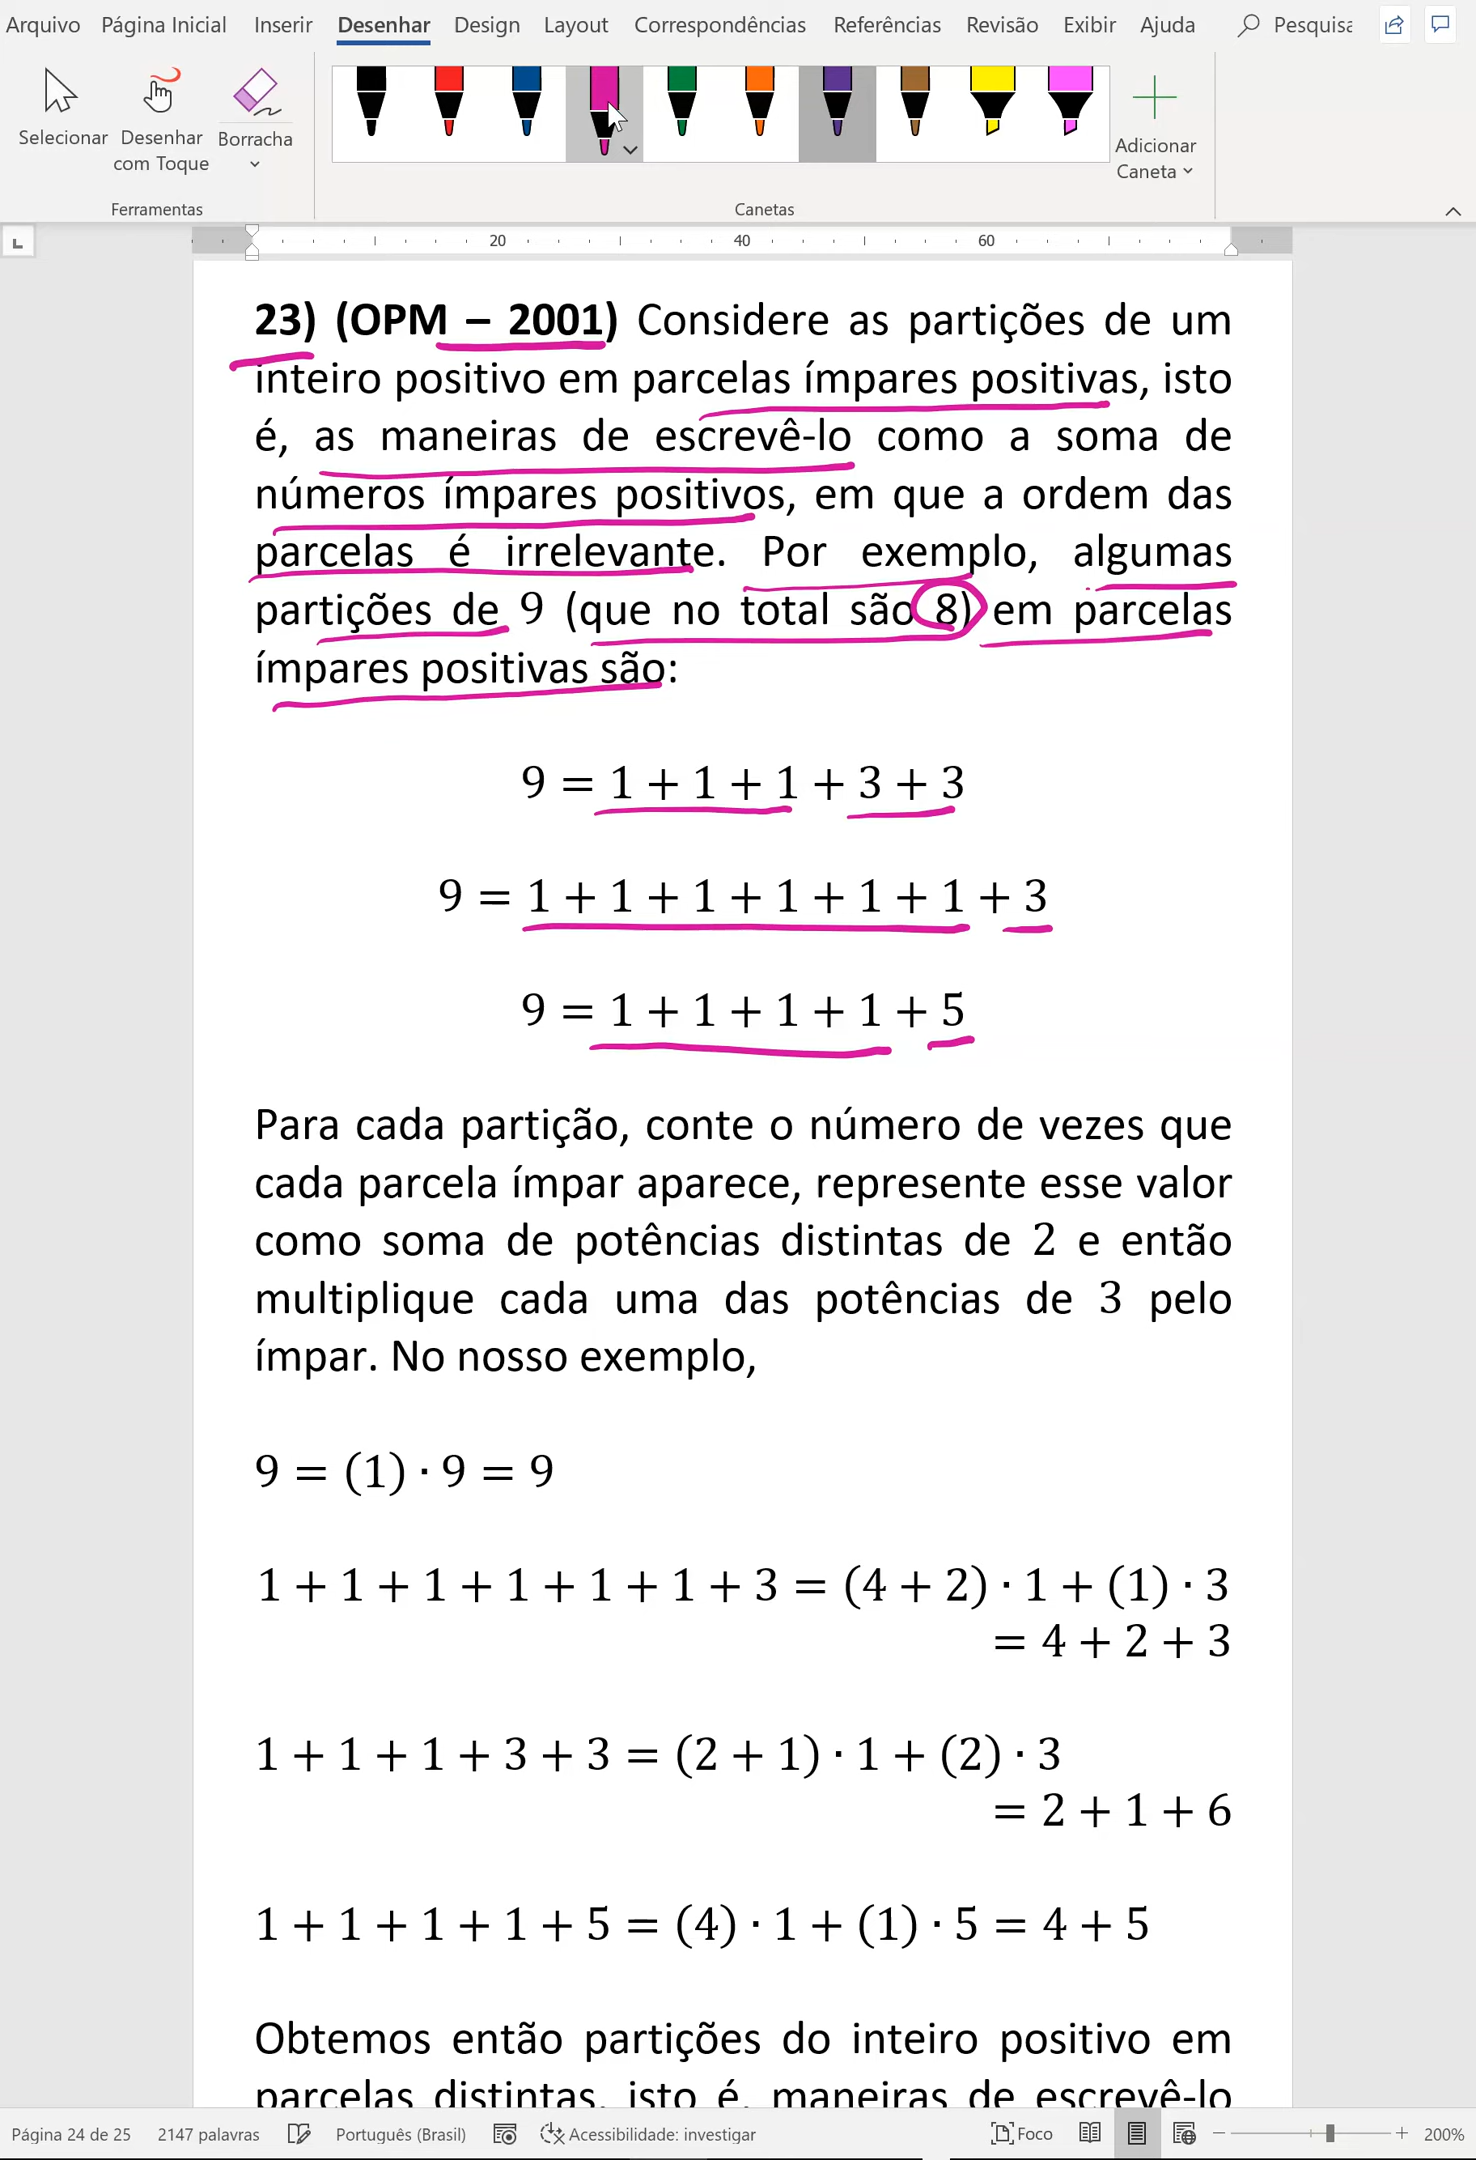 Arquivo Página Inicial Inserir Desenhar Design Layout Correspondências Referências Revisão Exibir Ajuda Pesquisa
Selecionar Desenhar com Toque Borracha Adicionar Caneta
Ferramentas Canetas
20 40 60
23) (OPM – 2001) Considere as partições de um
inteiro positivo em parcelas ímpares positivas, isto
é, as maneiras de escrevê-lo como a soma de
números ímpares positivos, em que a ordem das
parcelas é irrelevante. Por exemplo, algumas
partições de 9 (que no total são 8) em parcelas
ímpares positivas são:
9 = 1 + 1 + 1 + 3 + 3
9 = 1 + 1 + 1 + 1 + 1 + 1 + 3
9 = 1 + 1 + 1 + 1 + 5
Para cada partição, conte o número de vezes que
cada parcela ímpar aparece, represente esse valor
como soma de potências distintas de 2 e então
multiplique cada uma das potências de 3 pelo
ímpar. No nosso exemplo,
9 = (1) · 9 = 9
1 + 1 + 1 + 1 + 1 + 1 + 3 = (4 + 2) · 1 + (1) · 3
= 4 + 2 + 3
1 + 1 + 1 + 3 + 3 = (2 + 1) · 1 + (2) · 3
= 2 + 1 + 6
1 + 1 + 1 + 1 + 5 = (4) · 1 + (1) · 5 = 4 + 5
Obtemos então partições do inteiro positivo em
parcelas distintas, isto é, maneiras de escrevê-lo
Página 24 de 25 2147 palavras Português (Brasil) Acessibilidade: investigar Foco 200%